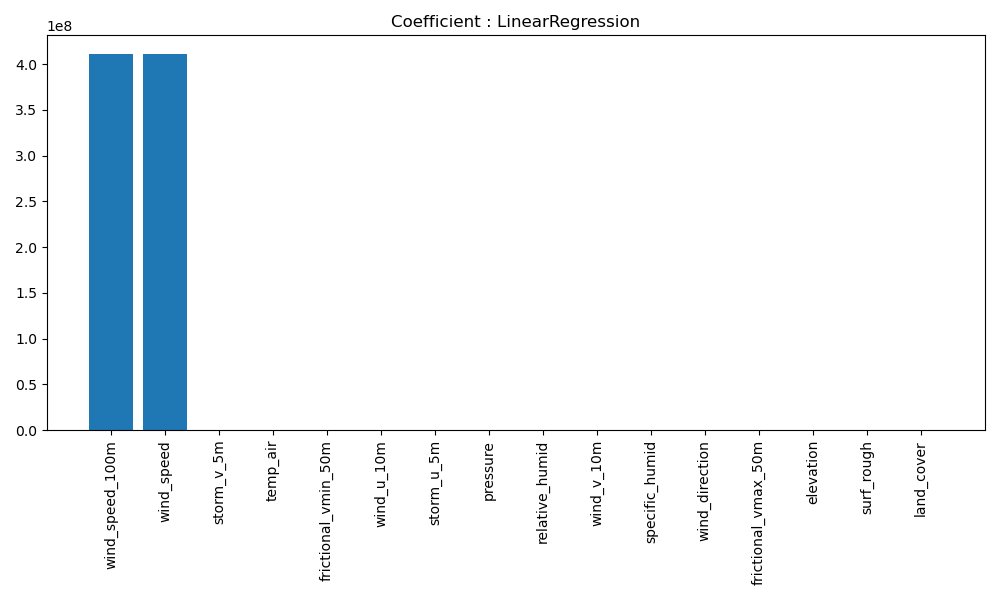 Coefficient : LinearRegression
1e8
4.0
3.5
3.0
2.5
2.0
1.5
1.0
0.5
0.0
wind_speed_100m
wind_speed
storm_v_5m
temp_air
frictional_vmin_50m
wind_u_10m
storm_u_5m
pressure
relative_humid
wind_v_10m
specific_humid
wind_direction
frictional_vmax_50m
elevation
surf_rough
land_cover